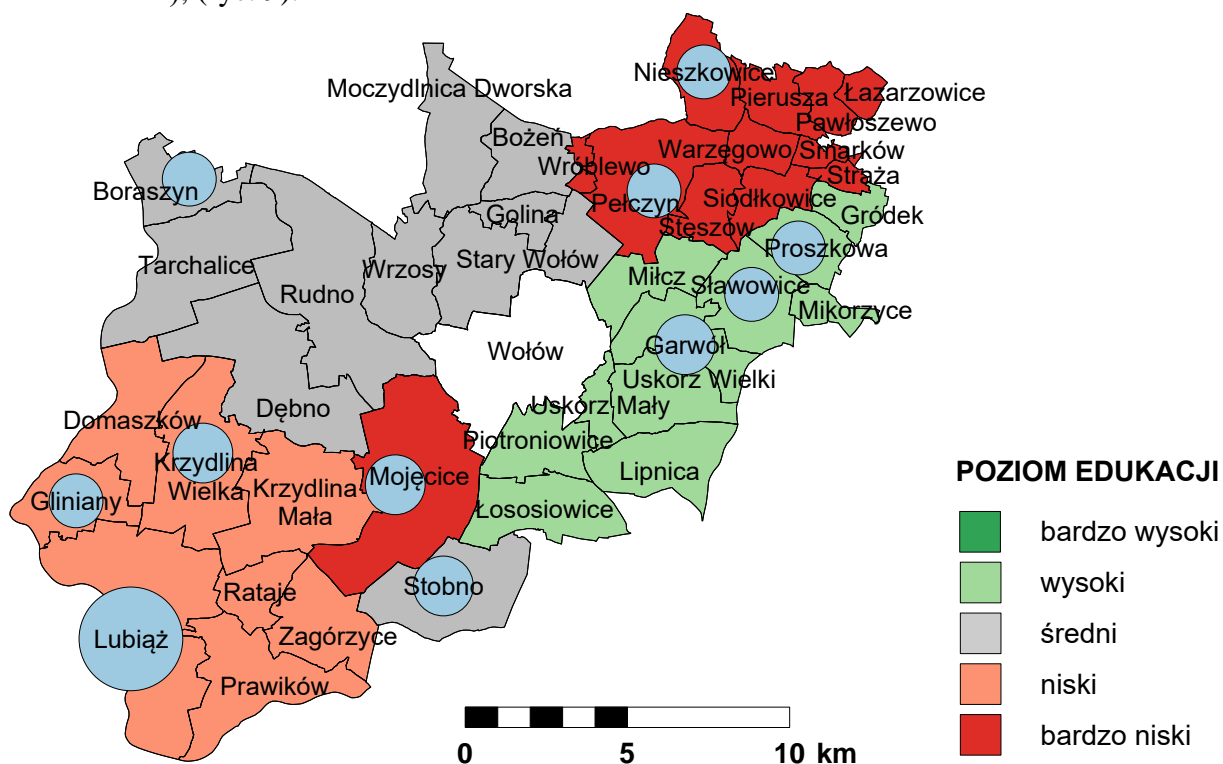 Nieszkowice
Moczydlnica Dworska
Pierusza
Łazarzowice
Pawłoszewo
Bożeń
Warzęgowo
Smarków
Wróblewo
Straża
Boraszyn
Pełczyn
Siodłkowice
Golina
Gródek
Stęszów
Proszkowa
Tarchalice
Wrzosy
Stary Wołów
Miłcz
Sławowice
Rudno
Mikorzyce
Wołów
Garwół
Uskorz Wielki
Dębno
Uskorz Mały
Domaszków
Piotroniowice
Krzydlina
Wielka
Mojęcice
Lipnica
Krzydlina
Mała
Gliniany
Łososiowice
Stobno
Rataje
Lubiąż
Zagórzyce
Prawików
0 5 10 km
POZIOM EDUKACJI
bardzo wysoki
wysoki
średni
niski
bardzo niski